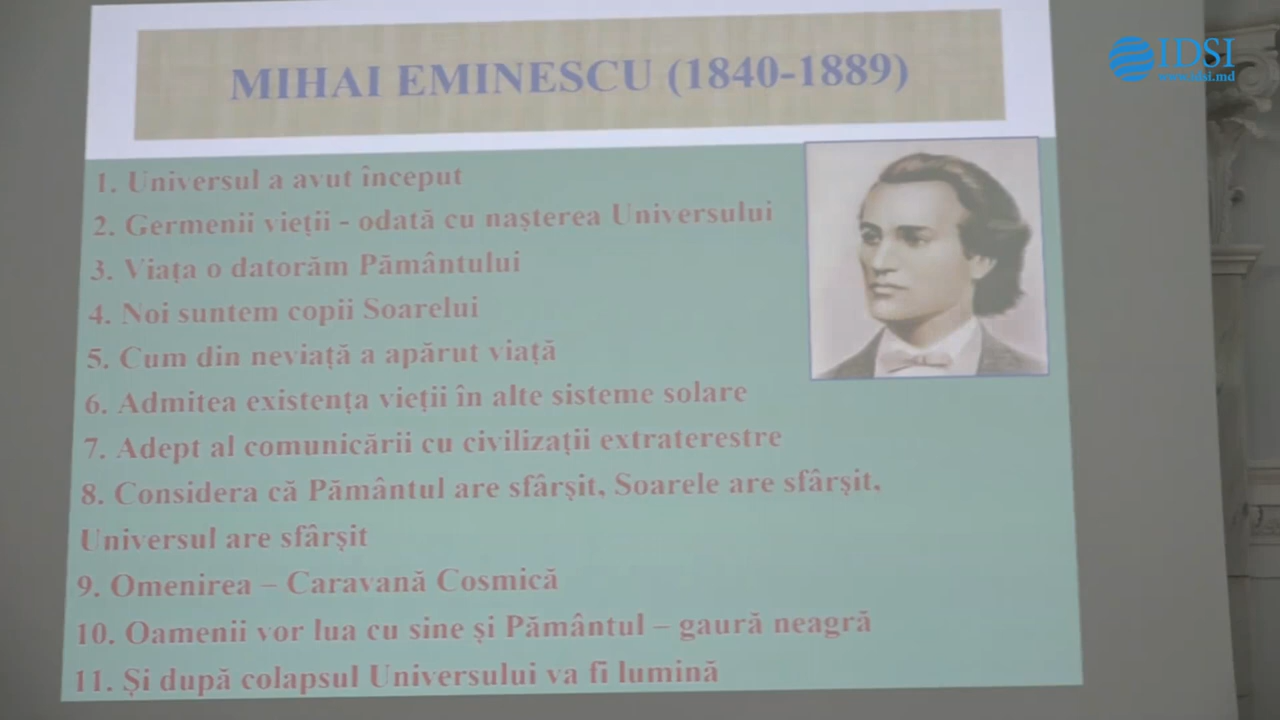 MIHAI EMINESCU (1840-1889)
1. Universul a avut început
2. Germenii vieții - odată cu nașterea Universului
3. Viața o datorăm Pământului
4. Noi suntem copii Soarelui
5. Cum din neviață a apărut viață
6. Admitea existența vieții în alte sisteme solare
7. Adept al comunicării cu civilizații extraterestre
8. Considera că Pământul are sfârșit, Soarele are sfârșit,
Universul are sfârșit
9. Omenirea – Caravană Cosmică
10. Oamenii vor lua cu sine și Pământul – gaură neagră
11. Și după colapsul Universului va fi lumină
IDSI
www.idsi.md